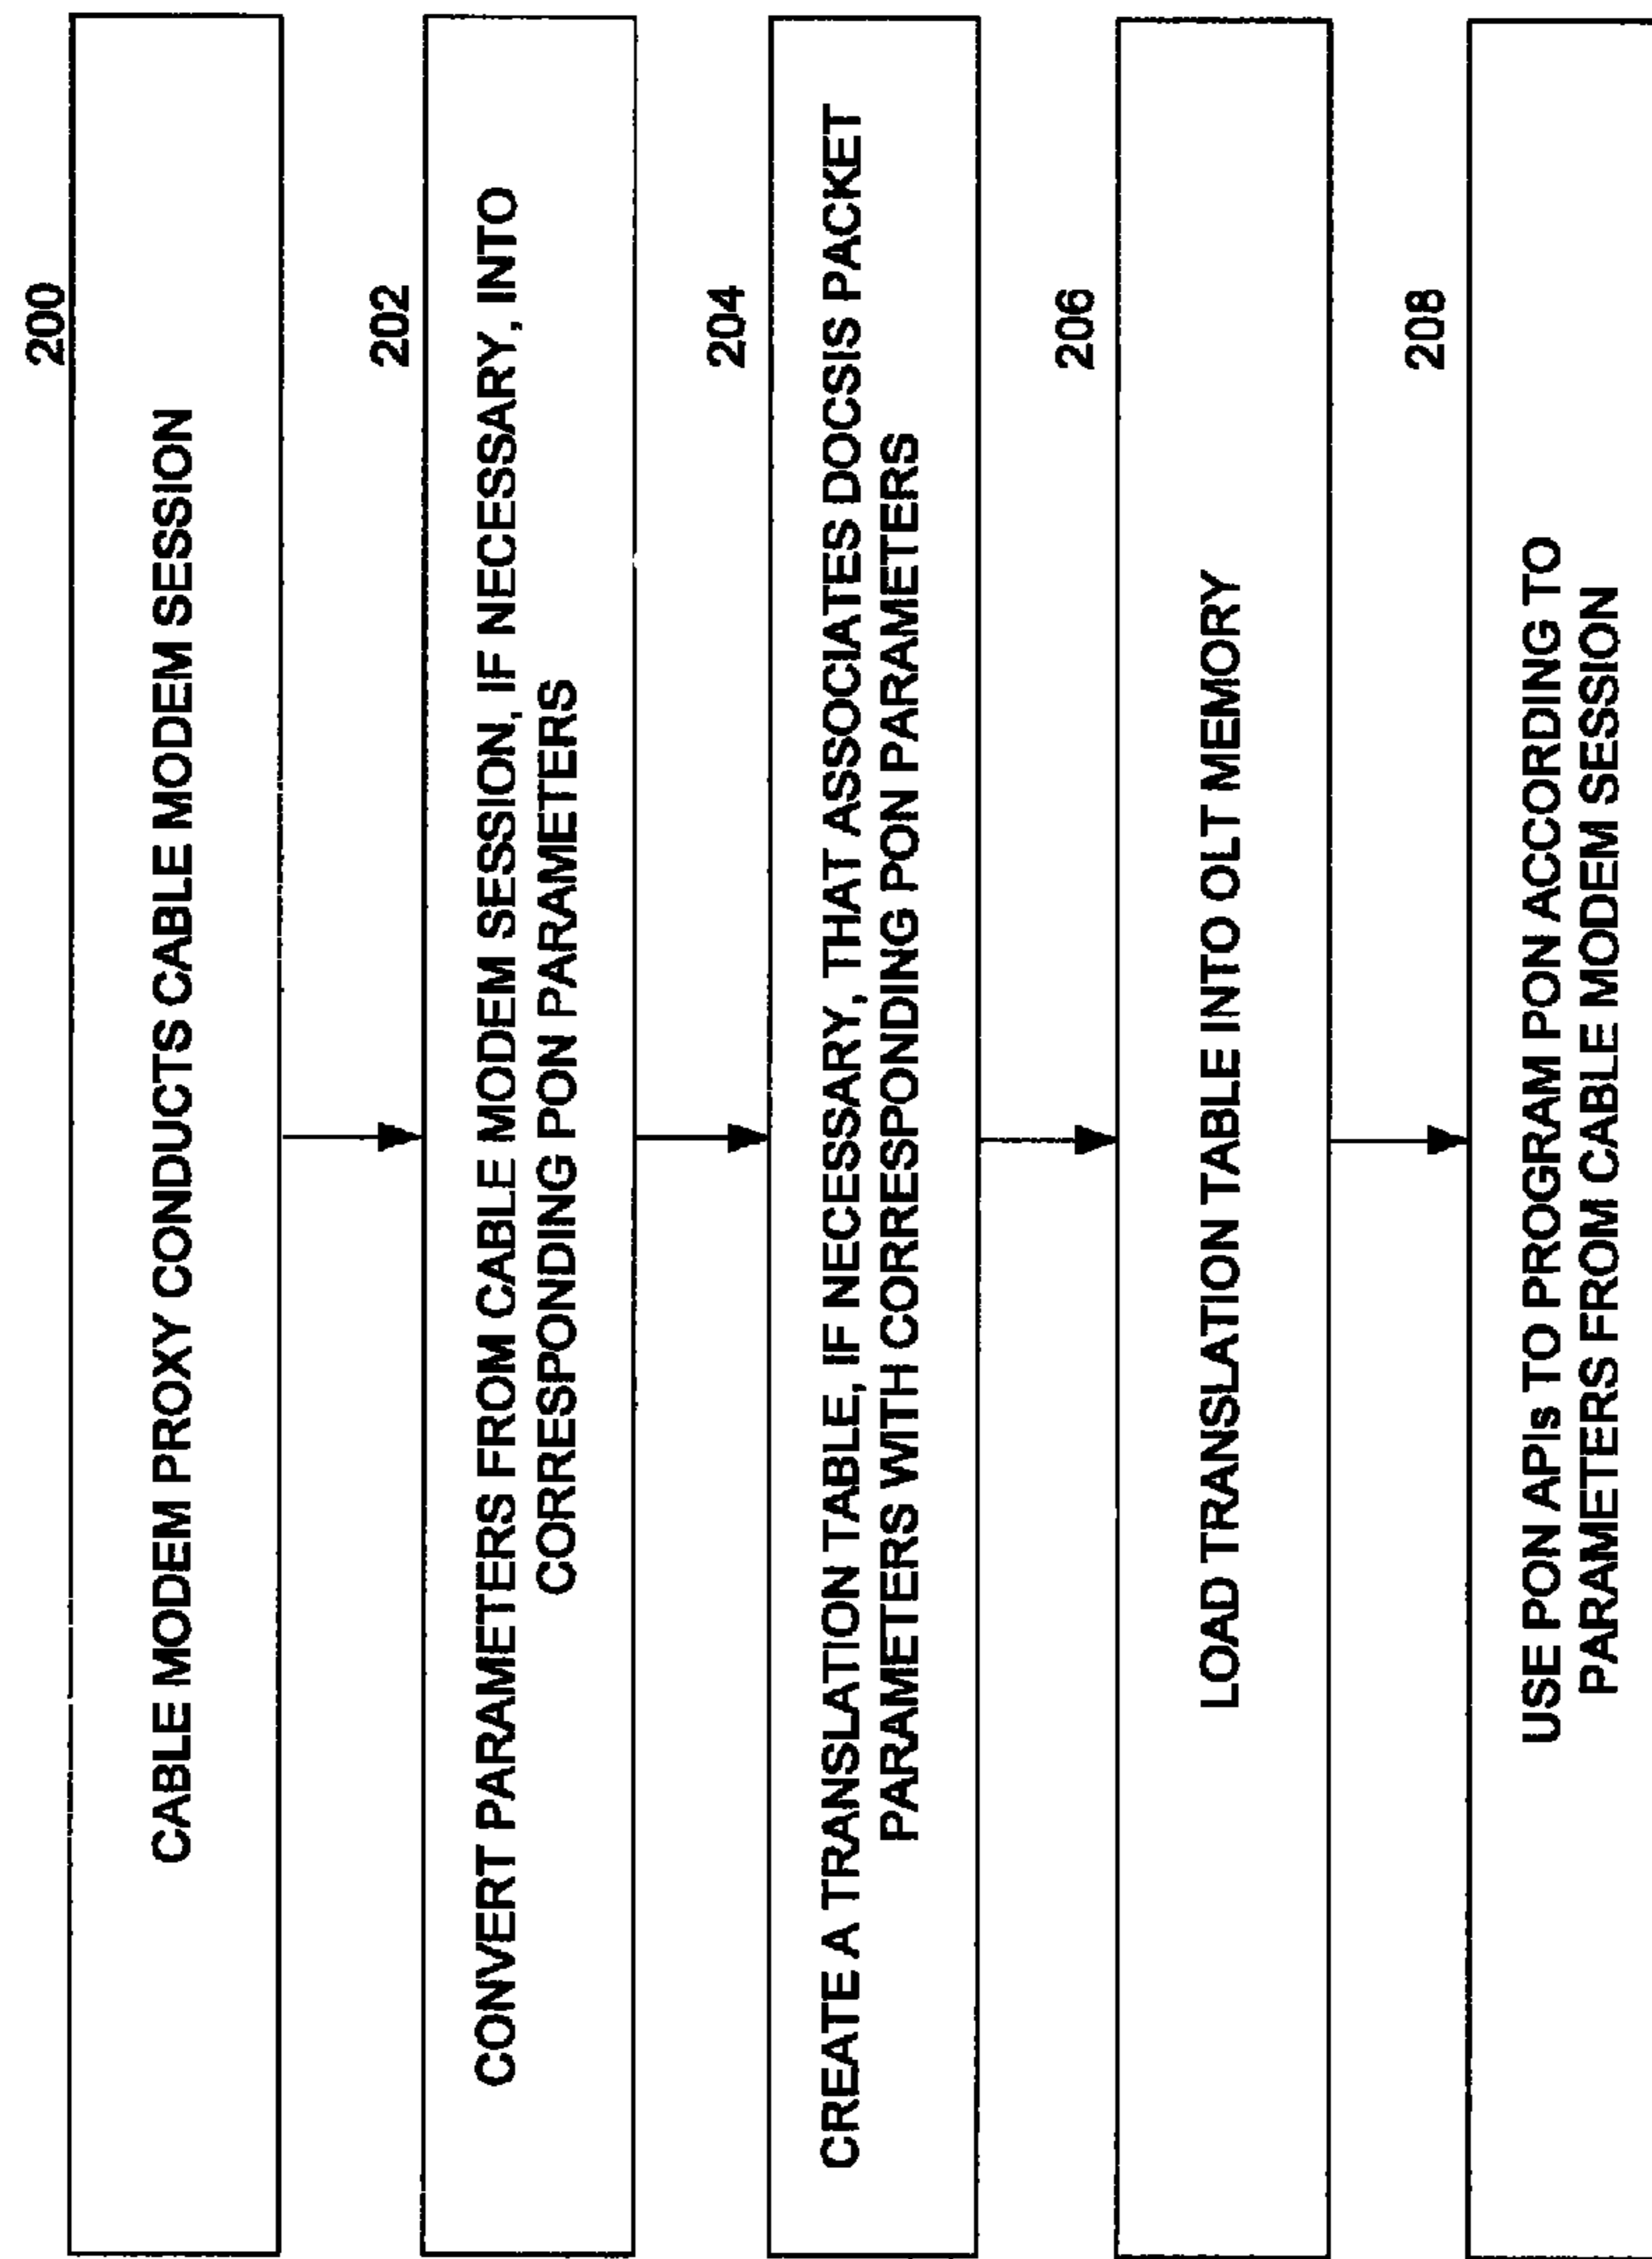 200
CABLE MODEM PROXY CONDUCTS CABLE MODEM SESSION
202
CONVERT PARAMETERS FROM CABLE MODEM SESSION, IF NECESSARY, INTO
CORRESPONDING PON PARAMETERS
204
CREATE A TRANSLATION TABLE, IF NECESSARY, THAT ASSOCIATES DOCSIS PACKET
PARAMETERS WITH CORRESPONDING PON PARAMETERS
206
LOAD TRANSLATION TABLE INTO OLT MEMORY
208
USE PON APIs TO PROGRAM PON ACCORDING TO
PARAMETERS FROM CABLE MODEM SESSION